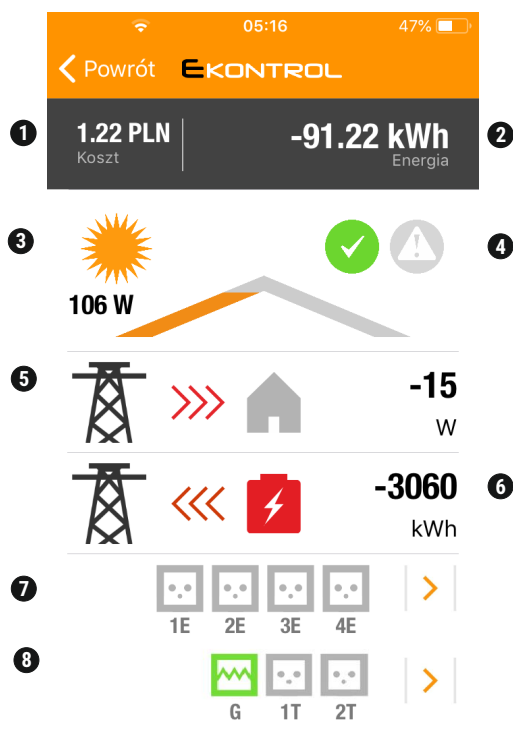 05:16
47%
Powrót
EKONTROL
1
1.22 PLN
Koszt
-91.22 kWh
Energia
2
3
106 W
4
5
-15
W
-3060
kWh
6
7
1E 2E 3E 4E
8
G 1T 2T